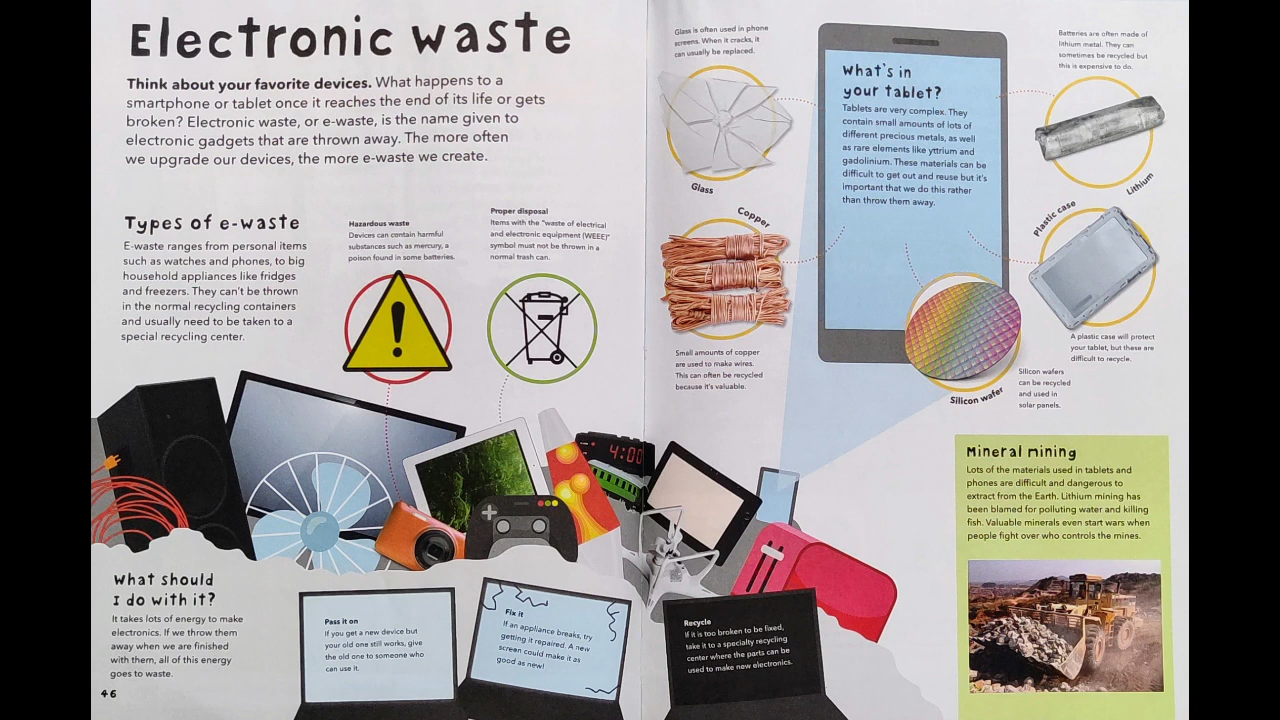 Electronic waste
Think about your favorite devices. What happens to a
smartphone or tablet once it reaches the end of its life or gets
broken? Electronic waste, or e-waste, is the name given to
electronic gadgets that are thrown away. The more often
we upgrade our devices, the more e-waste we create.
Types of e-waste
E-waste ranges from personal items
such as watches and phones, to big
household appliances like fridges
and freezers. They can't be thrown
in the normal recycling containers
and usually need to be taken to a
special recycling center.
Hazardous waste
Devices can contain harmful
substances such as mercury, a
poison found in some batteries.
Proper disposal
Items with the "waste of electrical
and electronic equipment (WEEE)"
symbol must not be thrown in a
normal trash can.
4:00
What should
I do with it?
It takes lots of energy to make
electronics. If we throw them
away when we are finished
with them, all of this energy
goes to waste.
46
Pass it on
If you get a new device but
your old one still works, give
the old one to someone who
can use it.
Fix it
If an appliance breaks, try
getting it repaired. A new
screen could make it as
good as new!
Recycle
If it is too broken to be fixed,
take it to a specialty recycling
center where the parts can be
used to make new electronics.
Glass is often used in phone
screens. When it cracks, it
can usually be replaced.
Glass
Copper
Small amounts of copper
are used to make wires.
This can often be recycled
because it's valuable.
What's in
your tablet?
Tablets are very complex. They
contain small amounts of lots of
different precious metals, as well
as rare elements like yttrium and
gadolinium. These materials can be
difficult to get out and reuse but it's
important that we do this rather
than throw them away.
Batteries are often made of
lithium metal. They can
sometimes be recycled but
this is expensive to do.
Lithium
Plastic case
A plastic case will protect
your tablet, but these are
difficult to recycle.
Silicon wafer
Silicon wafers
can be recycled
and used in
solar panels.
Mineral mining
Lots of the materials used in tablets and
phones are difficult and dangerous to
extract from the Earth. Lithium mining has
been blamed for polluting water and killing
fish. Valuable minerals even start wars when
people fight over who controls the mines.